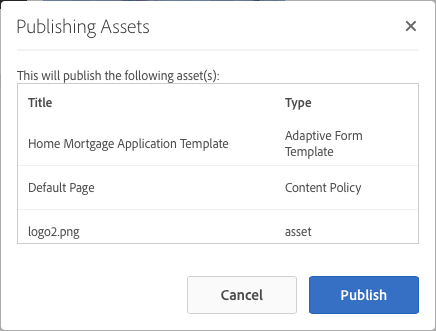 Publishing Assets
This will publish the following asset(s):
Title Type
Home Mortgage Application Template Adaptive Form
Template
Default Page Content Policy
logo2.png asset
Cancel Publish